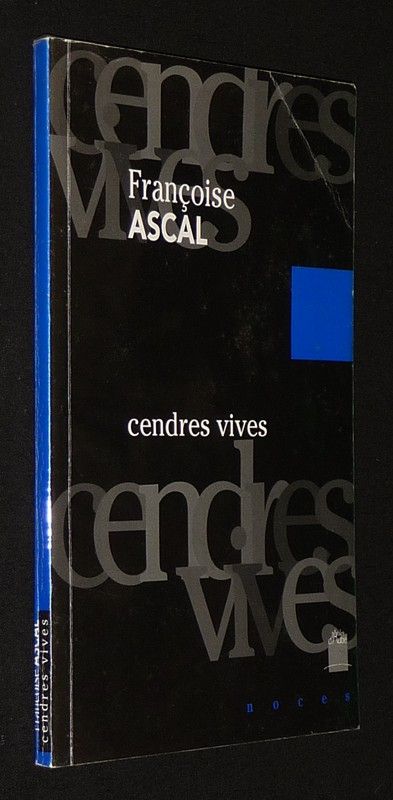 cendres
vives
Françoise
ASCAL
cendres vives
cendres
vives
noces
Françoise ASCAL
cendres vives